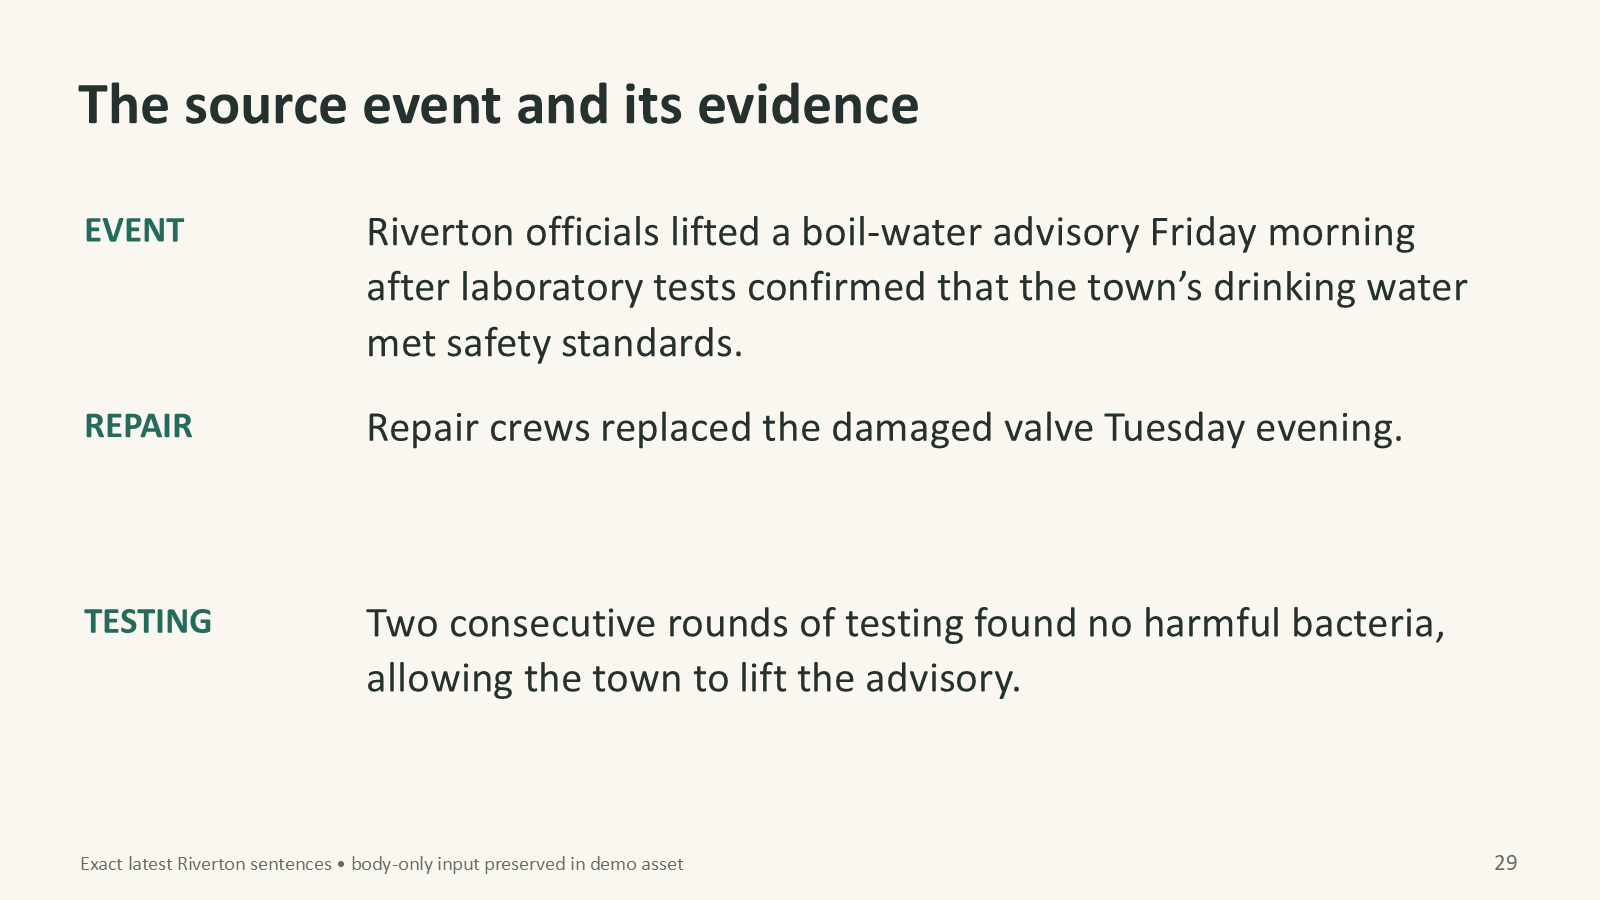 The source event and its evidence
EVENT
Riverton officials lifted a boil-water advisory Friday morning
after laboratory tests confirmed that the town’s drinking water
met safety standards.
REPAIR
Repair crews replaced the damaged valve Tuesday evening.
TESTING
Two consecutive rounds of testing found no harmful bacteria,
allowing the town to lift the advisory.
Exact latest Riverton sentences • body-only input preserved in demo asset
29